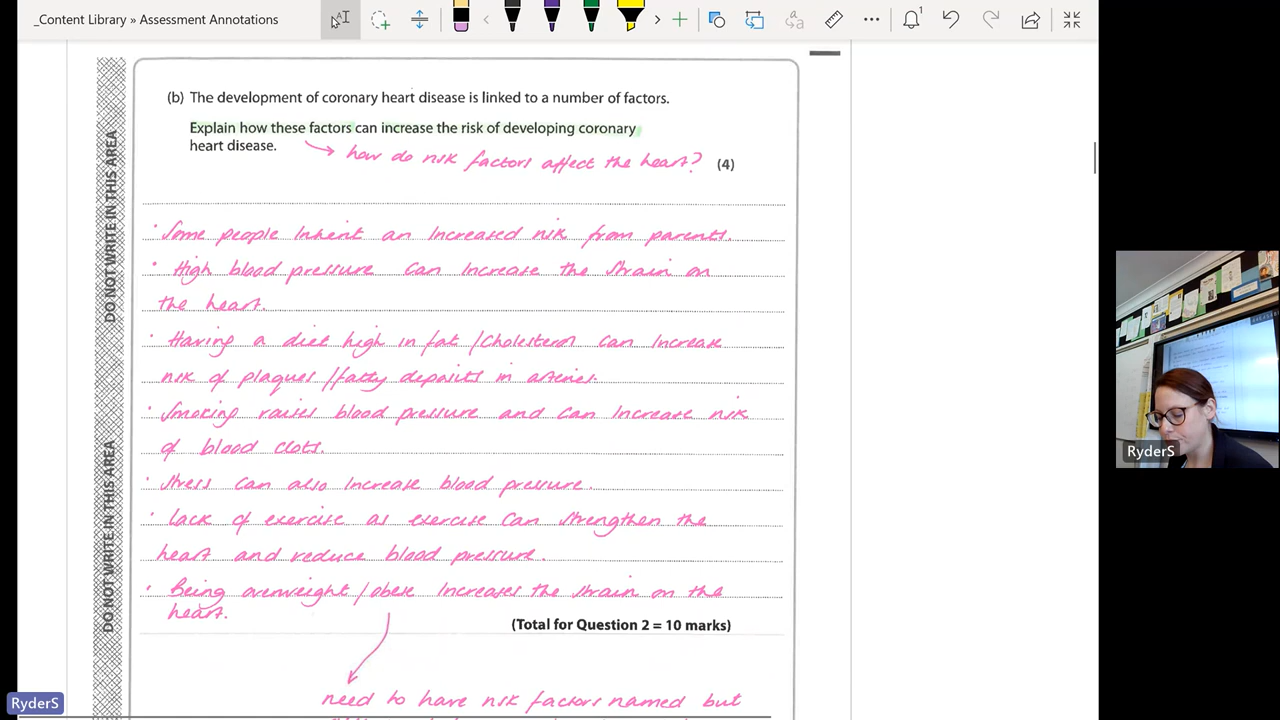 _Content Library » Assessment Annotations
(b) The development of coronary heart disease is linked to a number of factors.
Explain how these factors can increase the risk of developing coronary
heart disease.
how do risk factors affect the heart?
(4)
· Some people inherit an increased risk from parents.
· High blood pressure can increase the strain on
the heart.
· Having a diet high in fat/cholesterol can increase
risk of plaques/fatty deposits in arteries.
· Smoking raises blood pressure and can increase risk
of blood clots.
· Stress can also increase blood pressure.
· Lack of exercise as exercise can strengthen the
heart and reduce blood pressure.
· Being overweight/obese increases the strain on the
heart.
(Total for Question 2 = 10 marks)
need to have risk factors named but
DO NOT WRITE IN THIS AREA
DO NOT WRITE IN THIS AREA
RyderS
RyderS